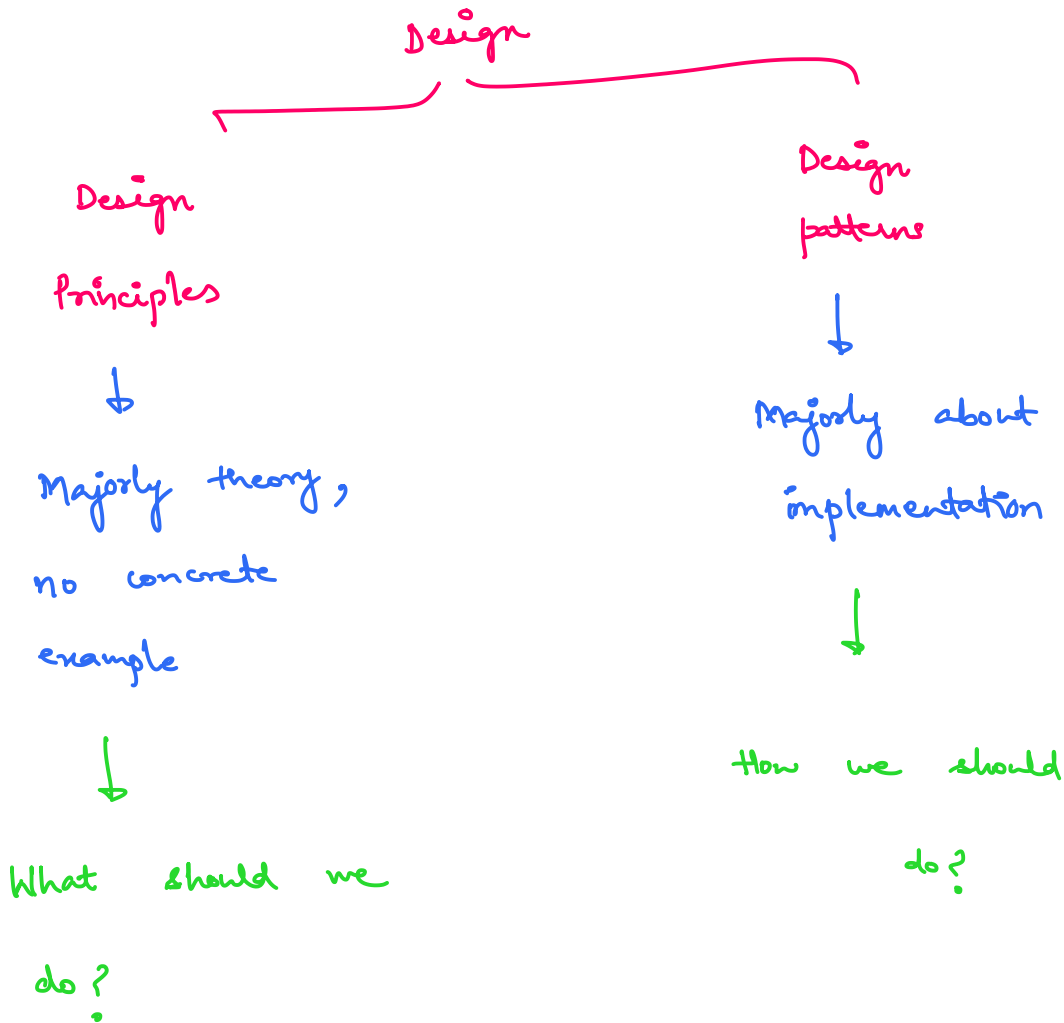 Design
Design
Principles
Majorly theory,
no concrete
example
What should we
do?
Design
patterns
Majorly about
implementation
How we should
do?